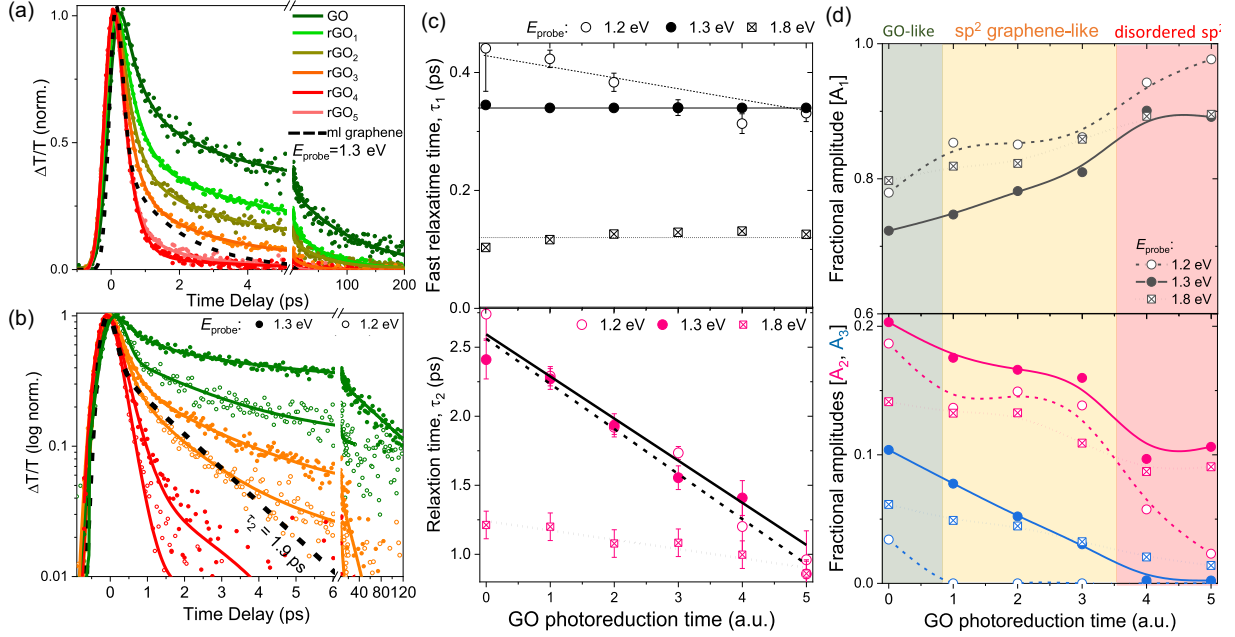 (a)
ΔT/T (norm.)
1.0
0.5
0.0
GO
rGO1
rGO2
rGO3
rGO4
rGO5
ml graphene
Eprobe=1.3 eV
0 2 4 100 200
Time Delay (ps)
(b)
ΔT/T (log norm.)
1
0.1
0.01
Eprobe: 1.3 eV 1.2 eV
τ2 = 1.9 ps
0 1 2 3 4 5 6 40 80 120
Time Delay (ps)
(c)
Fast relaxatime time, τ1 (ps)
0.4
0.2
0.0
Eprobe: 1.2 eV 1.3 eV 1.8 eV
Relaxtion time, τ2 (ps)
2.5
2.0
1.5
1.0
1.2 eV 1.3 eV 1.8 eV
0 1 2 3 4 5
GO photoreduction time (a.u.)
(d)
GO-like sp2 graphene-like disordered sp2
Fractional amplitude [A1]
1.0
0.9
0.8
0.7
0.6
Eprobe:
1.2 eV
1.3 eV
1.8 eV
Fractional amplitudes [A2, A3]
0.2
0.1
0.0
0 1 2 3 4 5
GO photoreduction time (a.u.)